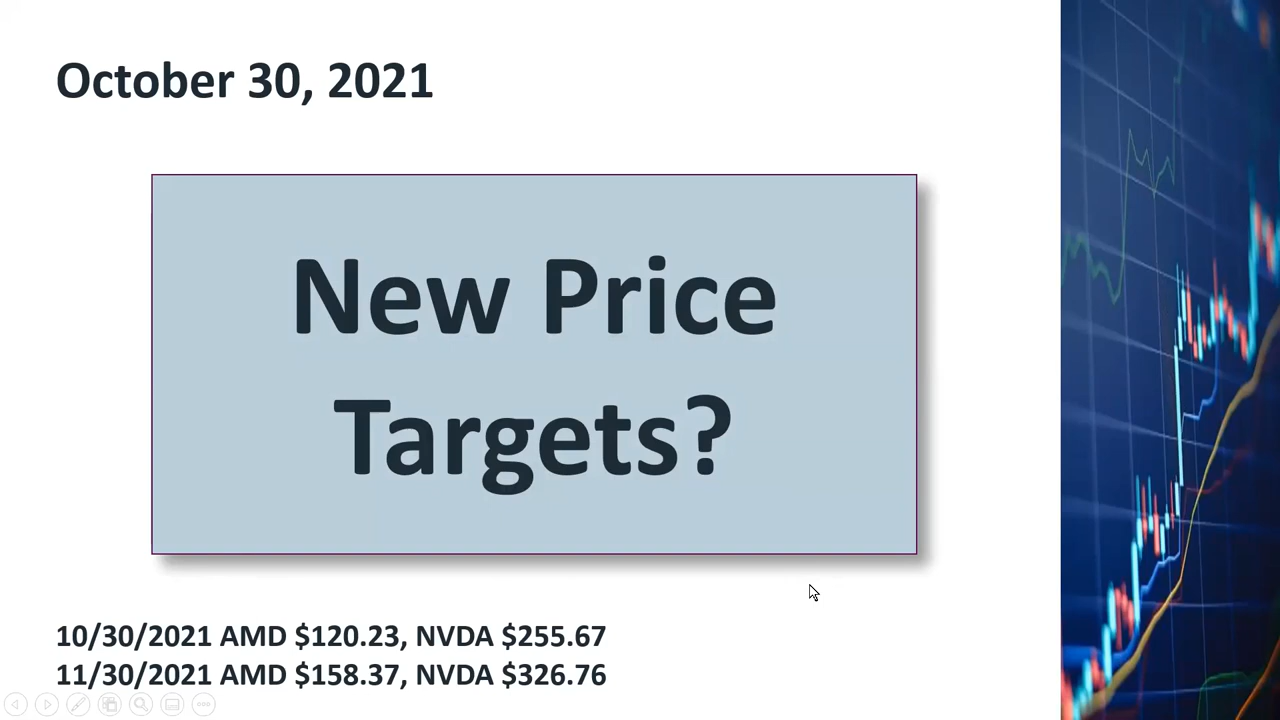 October 30, 2021
New Price
Targets?
10/30/2021 AMD $120.23, NVDA $255.67
11/30/2021 AMD $158.37, NVDA $326.76